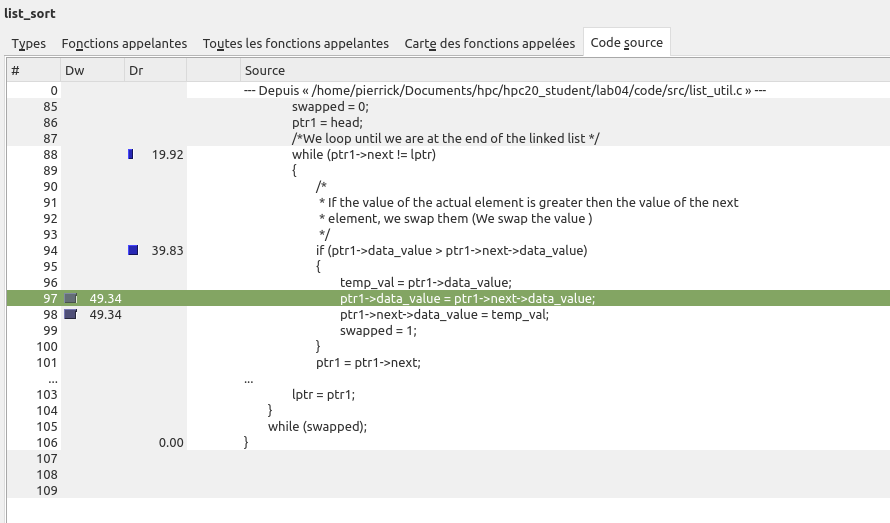 list_sort
Types Fonctions appelantes Toutes les fonctions appelantes Carte des fonctions appelées Code source
# Dw Dr Source
0 --- Depuis « /home/pierrick/Documents/hpc/hpc20_student/lab04/code/src/list_util.c » ---
85 swapped = 0;
86 ptr1 = head;
87 /*We loop until we are at the end of the linked list */
88 19.92 while (ptr1->next != lptr)
89 {
90 /*
91 * If the value of the actual element is greater then the value of the next
92 * element, we swap them (We swap the value )
93 */
94 39.83 if (ptr1->data_value > ptr1->next->data_value)
95 {
96 temp_val = ptr1->data_value;
97 49.34 ptr1->data_value = ptr1->next->data_value;
98 49.34 ptr1->next->data_value = temp_val;
99 swapped = 1;
100 }
101 ptr1 = ptr1->next;
... ...
103 lptr = ptr1;
104 }
105 while (swapped);
106 0.00 }
107
108
109